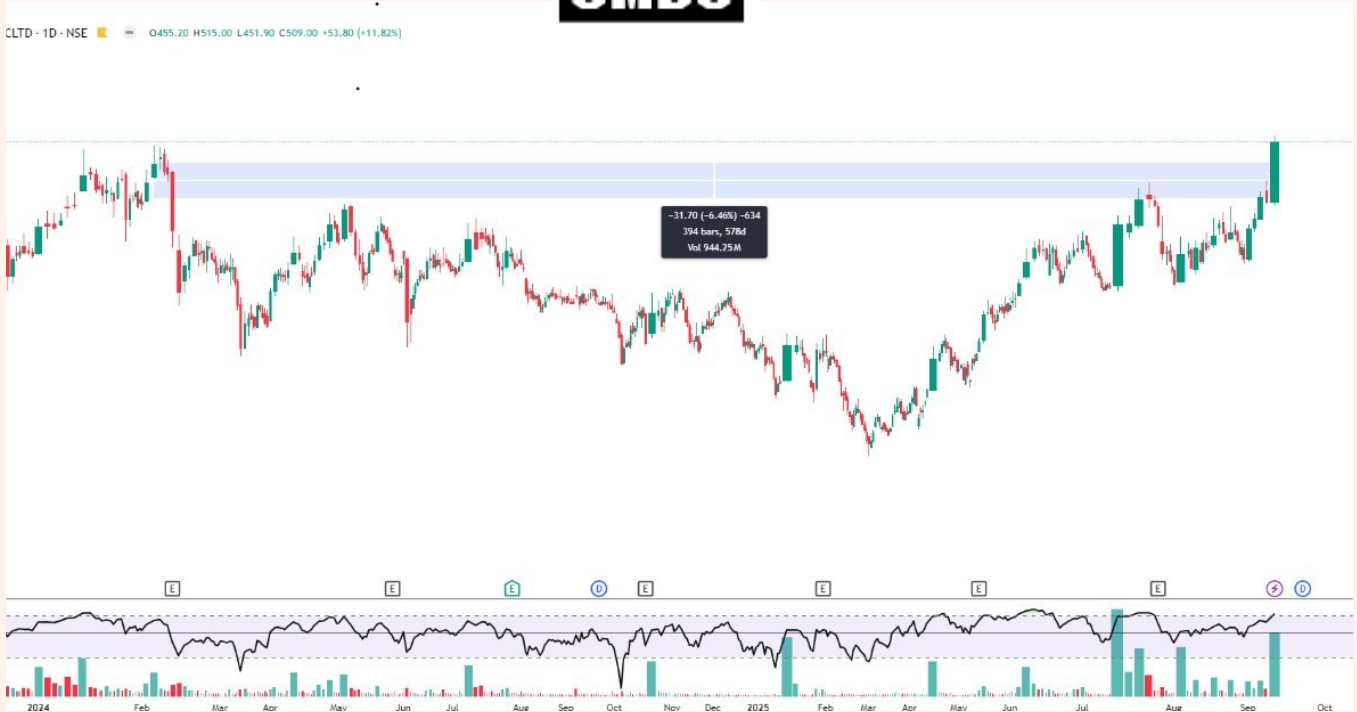 CLTD · 1D · NSE O455.20 H515.00 L451.90 C509.00 +53.80 (+11.82%)
-31.70 (-6.46%) -634
394 bars, 578d
Vol 944.25M
E E E D E E E E D
2024 Feb Mar Apr May Jun Jul Aug Sep Oct Nov Dec 2025 Feb Mar Apr May Jun Jul Aug Sep Oct